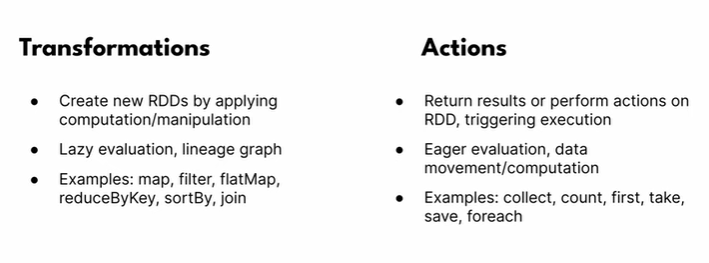 Transformations
● Create new RDDs by applying
computation/manipulation
● Lazy evaluation, lineage graph
● Examples: map, filter, flatMap,
reduceByKey, sortBy, join
Actions
● Return results or perform actions on
RDD, triggering execution
● Eager evaluation, data
movement/computation
● Examples: collect, count, first, take,
save, foreach